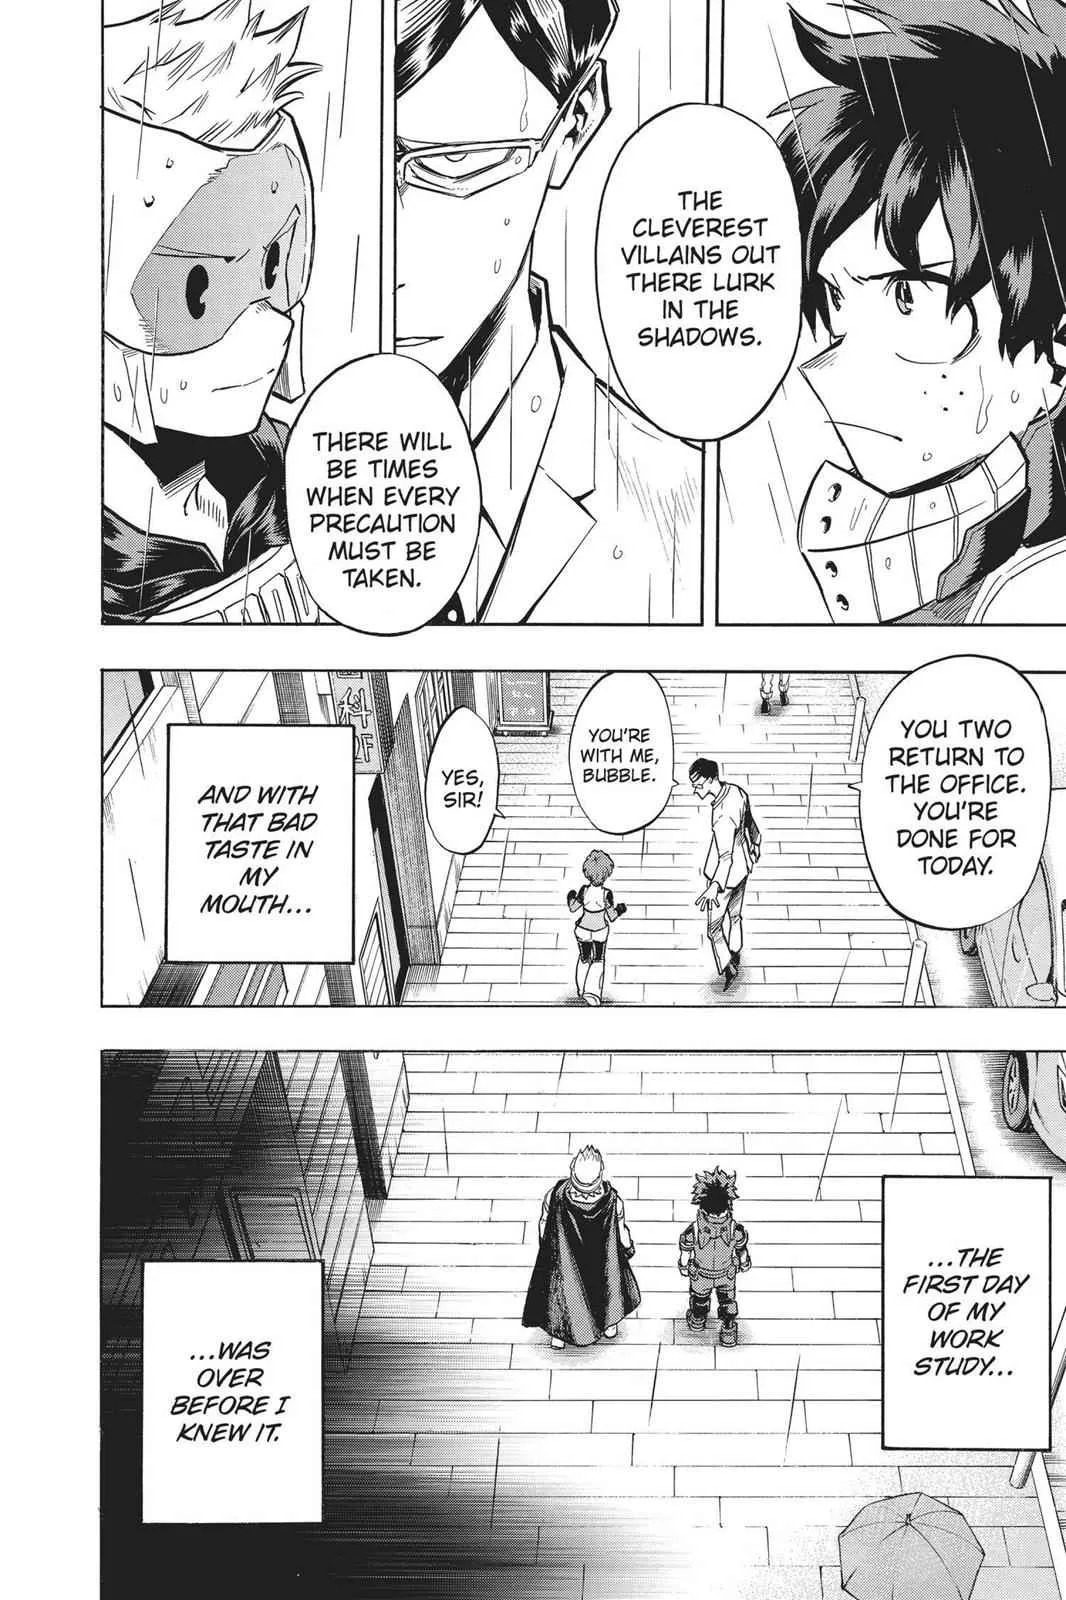 THE
CLEVEREST
VILLAINS OUT
THERE LURK
IN THE
SHADOWS.
THERE WILL
BE TIMES
WHEN EVERY
PRECAUTION
MUST BE
TAKEN.
YOU TWO
RETURN TO
THE OFFICE.
YOU'RE
DONE FOR
TODAY.
YOU'RE
WITH ME,
BUBBLE.
YES,
SIR!
科
2F
AND WITH
THAT BAD
TASTE IN
MY
MOUTH...
...THE
FIRST DAY
OF MY
WORK
STUDY...
...WAS
OVER
BEFORE I
KNEW IT.